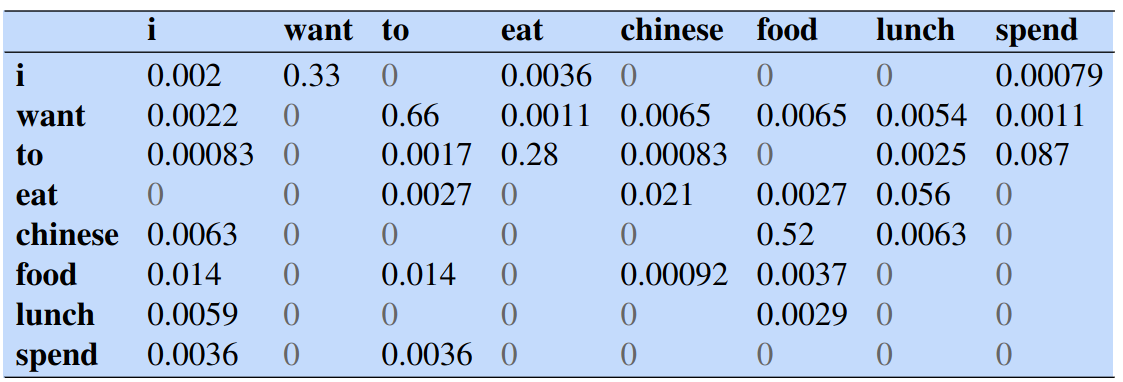 i want to eat chinese food lunch spend
i 0.002 0.33 0 0.0036 0 0 0 0.00079
want 0.0022 0 0.66 0.0011 0.0065 0.0065 0.0054 0.0011
to 0.00083 0 0.0017 0.28 0.00083 0 0.0025 0.087
eat 0 0 0.0027 0 0.021 0.0027 0.056 0
chinese 0.0063 0 0 0 0 0.52 0.0063 0
food 0.014 0 0.014 0 0.00092 0.0037 0 0
lunch 0.0059 0 0 0 0 0.0029 0 0
spend 0.0036 0 0.0036 0 0 0 0 0